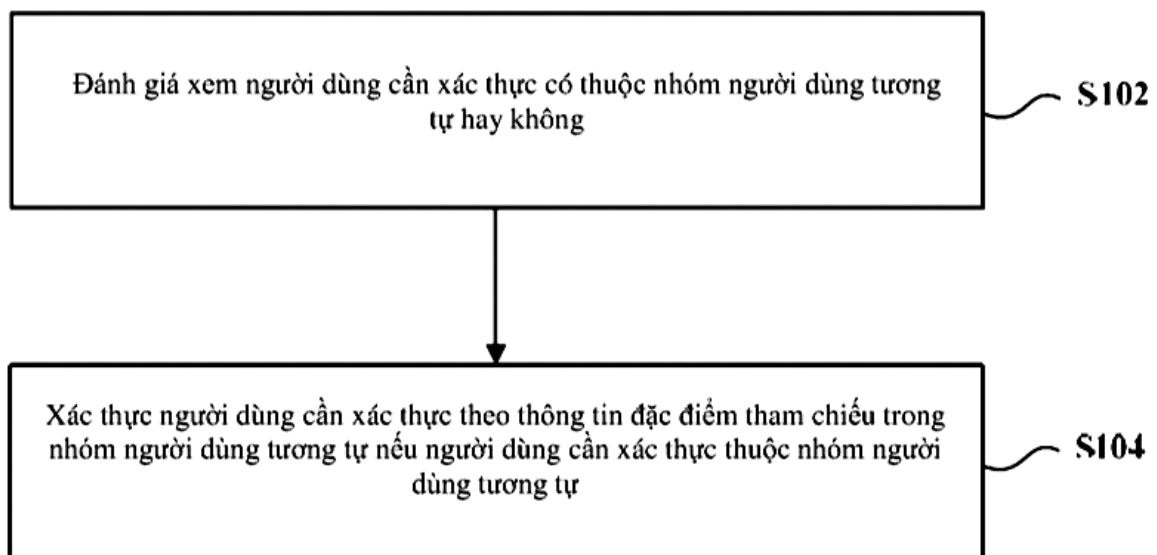 Đánh giá xem người dùng cần xác thực có thuộc nhóm người dùng tương
tự hay không
S102
Xác thực người dùng cần xác thực theo thông tin đặc điểm tham chiếu trong
nhóm người dùng tương tự nếu người dùng cần xác thực thuộc nhóm người
dùng tương tự
S104